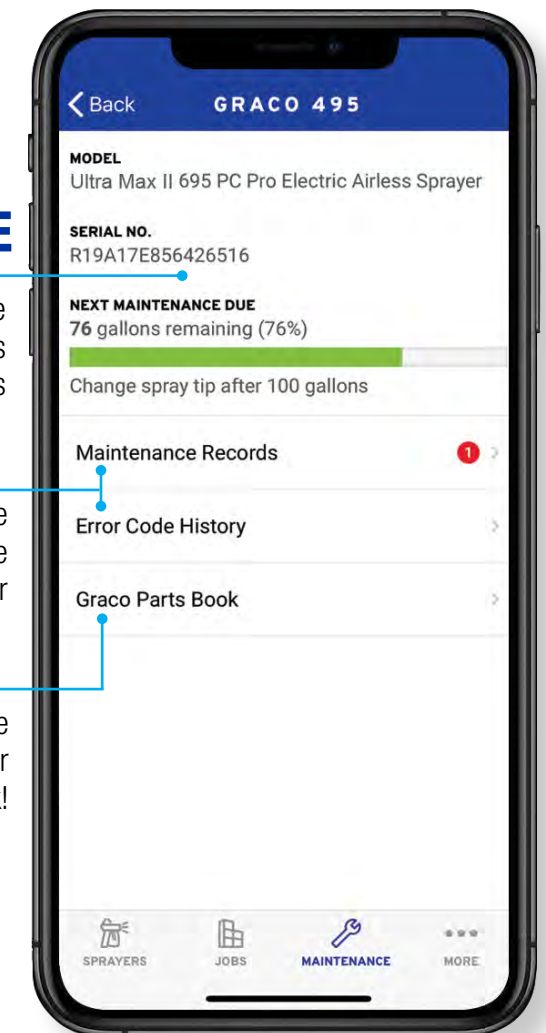 Back
GRACO 495
MODEL
Ultra Max II 695 PC Pro Electric Airless Sprayer
SERIAL NO.
R19A17E856426516
NEXT MAINTENANCE DUE
76 gallons remaining (76%)
Change spray tip after 100 gallons
Maintenance Records
1
Error Code History
Graco Parts Book
SPRAYERS
JOBS
MAINTENANCE
MORE